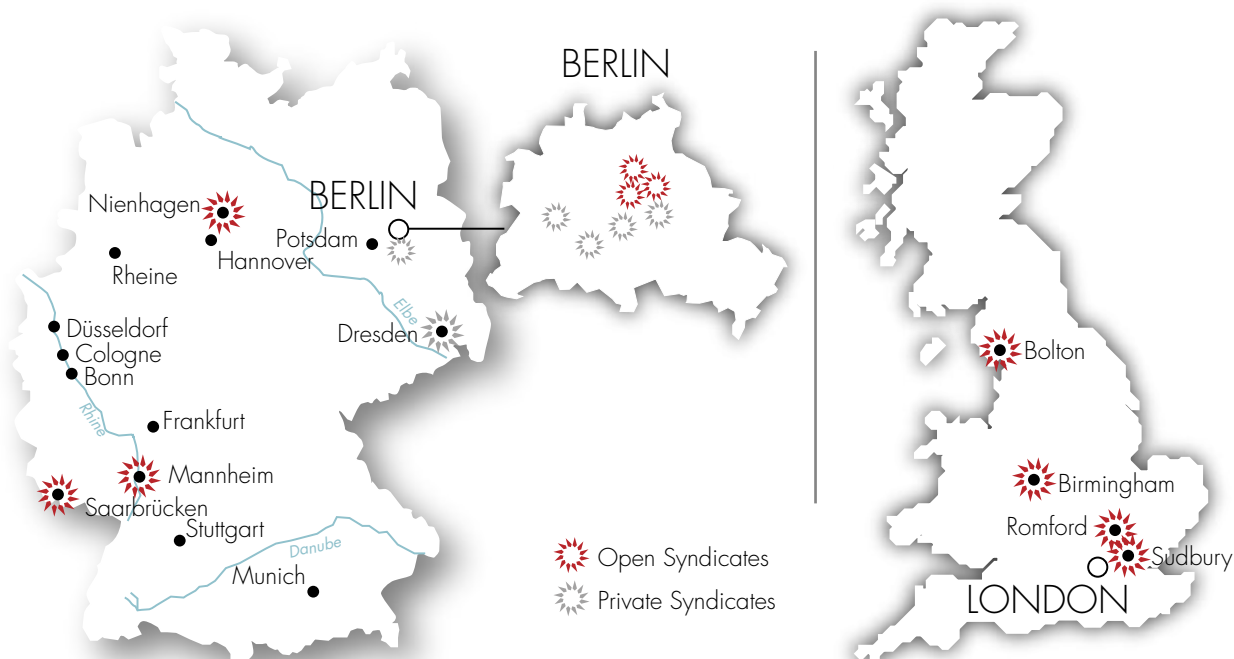 BERLIN
BERLIN
Nienhagen
Potsdam
Hannover
Rheine
Elbe
Düsseldorf
Dresden
Cologne
Bonn
Rhine
Frankfurt
Mannheim
Saarbrücken
Stuttgart
Danube
Munich
Open Syndicates
Private Syndicates
Bolton
Birmingham
Romford
Sudbury
LONDON